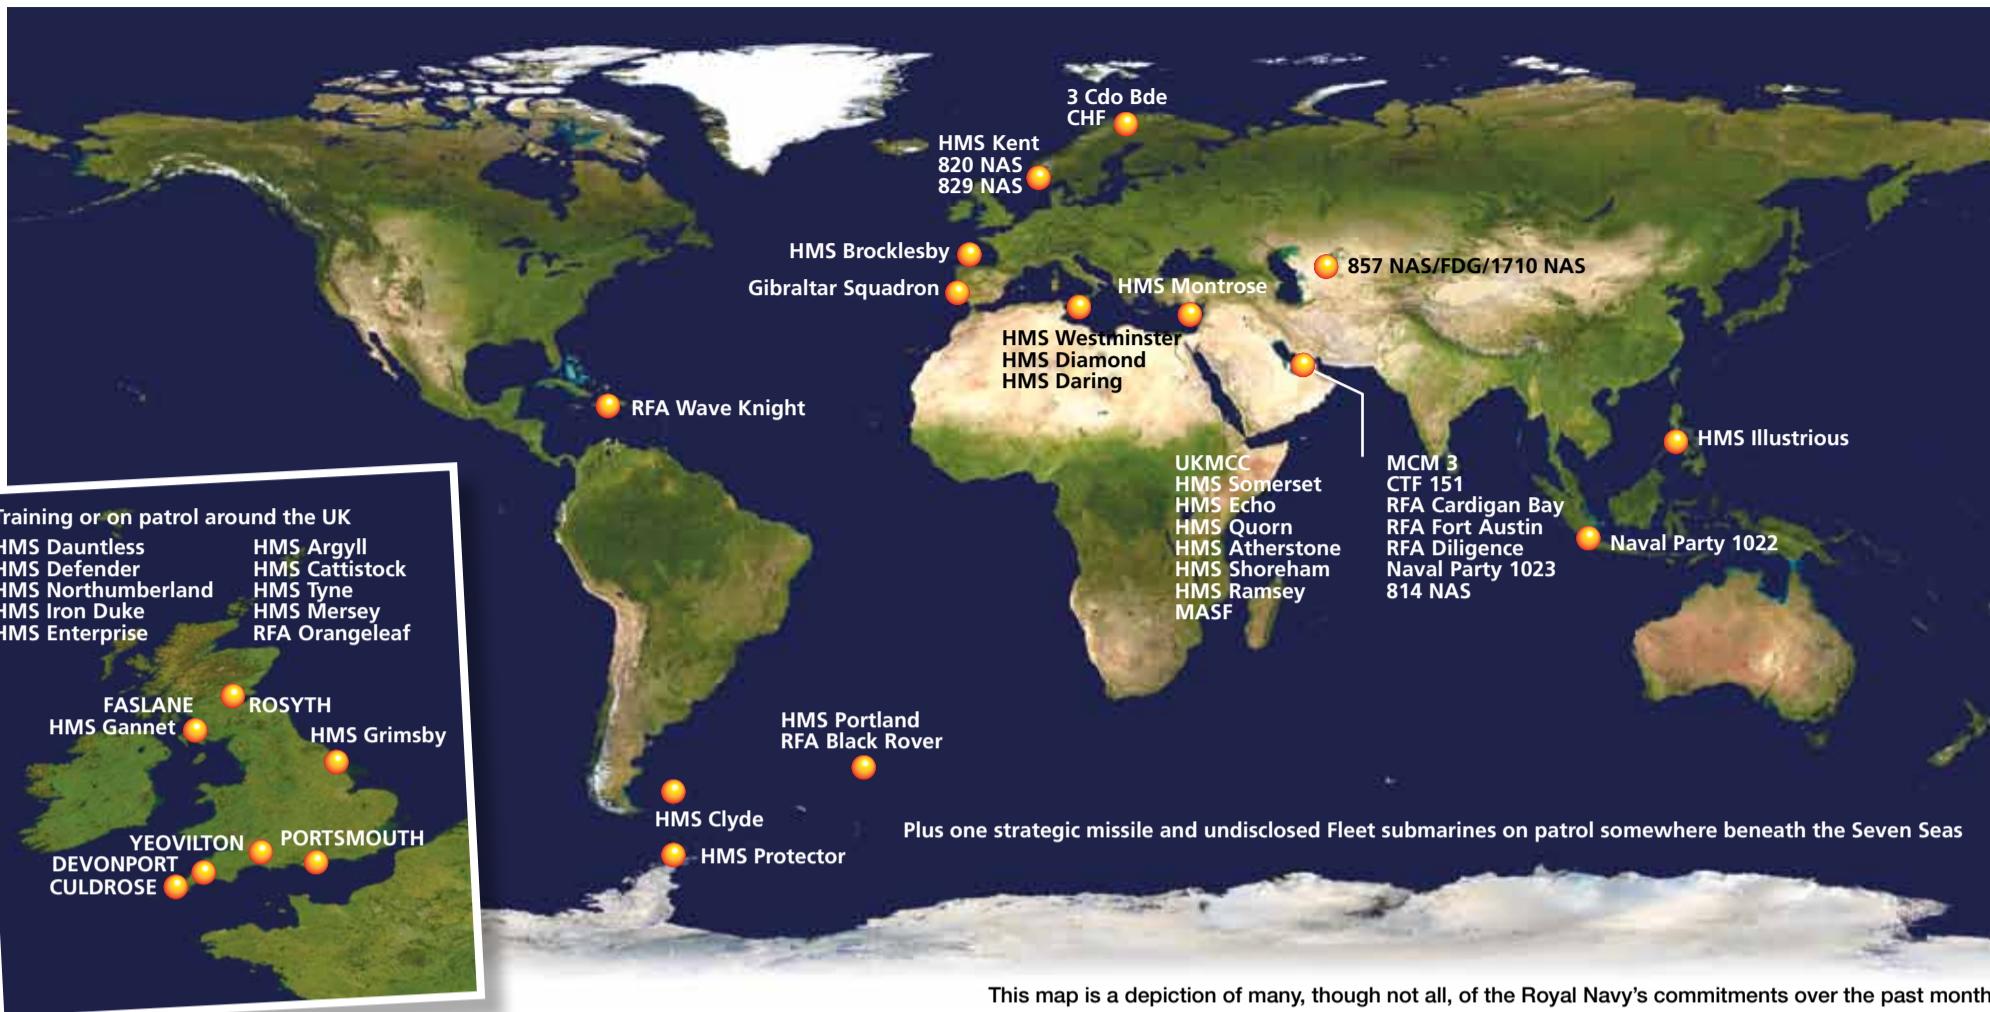 3 Cdo Bde
CHF
HMS Kent
820 NAS
829 NAS
HMS Brocklesby
Gibraltar Squadron
857 NAS/FDG/1710 NAS
HMS Montrose
HMS Westminster
HMS Diamond
HMS Daring
RFA Wave Knight
HMS Illustrious
UKMCC
HMS Somerset
HMS Echo
HMS Quorn
HMS Atherstone
HMS Shoreham
HMS Ramsey
MASF
MCM 3
CTF 151
RFA Cardigan Bay
RFA Fort Austin
RFA Diligence
Naval Party 1023
814 NAS
Naval Party 1022
Training or on patrol around the UK
HMS Dauntless
HMS Defender
HMS Northumberland
HMS Iron Duke
HMS Enterprise
HMS Argyll
HMS Cattistock
HMS Tyne
HMS Mersey
RFA Orangeleaf
FASLANE
HMS Gannet
ROSYTH
HMS Grimsby
YEOVILTON
PORTSMOUTH
DEVONPORT
CULDROSE
HMS Portland
RFA Black Rover
HMS Clyde
HMS Protector
Plus one strategic missile and undisclosed Fleet submarines on patrol somewhere beneath the Seven Seas
This map is a depiction of many, though not all, of the Royal Navy's commitments over the past month